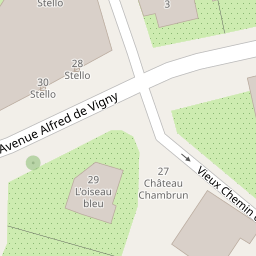 Stello
3
28
Stello
30
Stello
Avenue Alfred de Vigny
27
Château
Chambrun
29
L'oiseau
bleu
Vieux Chemin